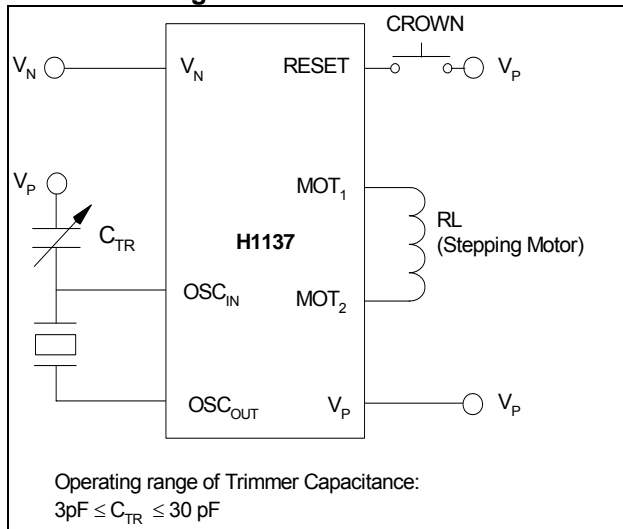 CROWN
V_N V_N RESET V_P
V_P MOT_1
C_TR H1137 RL
(Stepping Motor)
OSC_IN MOT_2
OSC_OUT V_P V_P
Operating range of Trimmer Capacitance:
3pF ≤ C_TR ≤ 30 pF